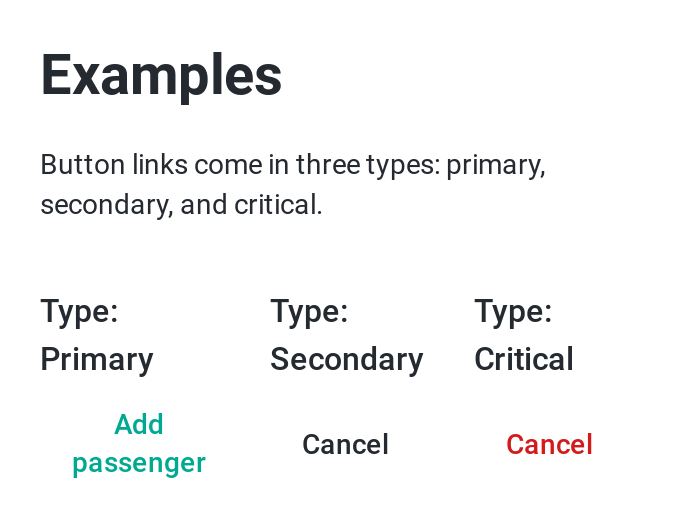 Examples
Button links come in three types: primary,
secondary, and critical.
Type:
Primary
Type:
Secondary
Type:
Critical
Add
passenger
Cancel
Cancel